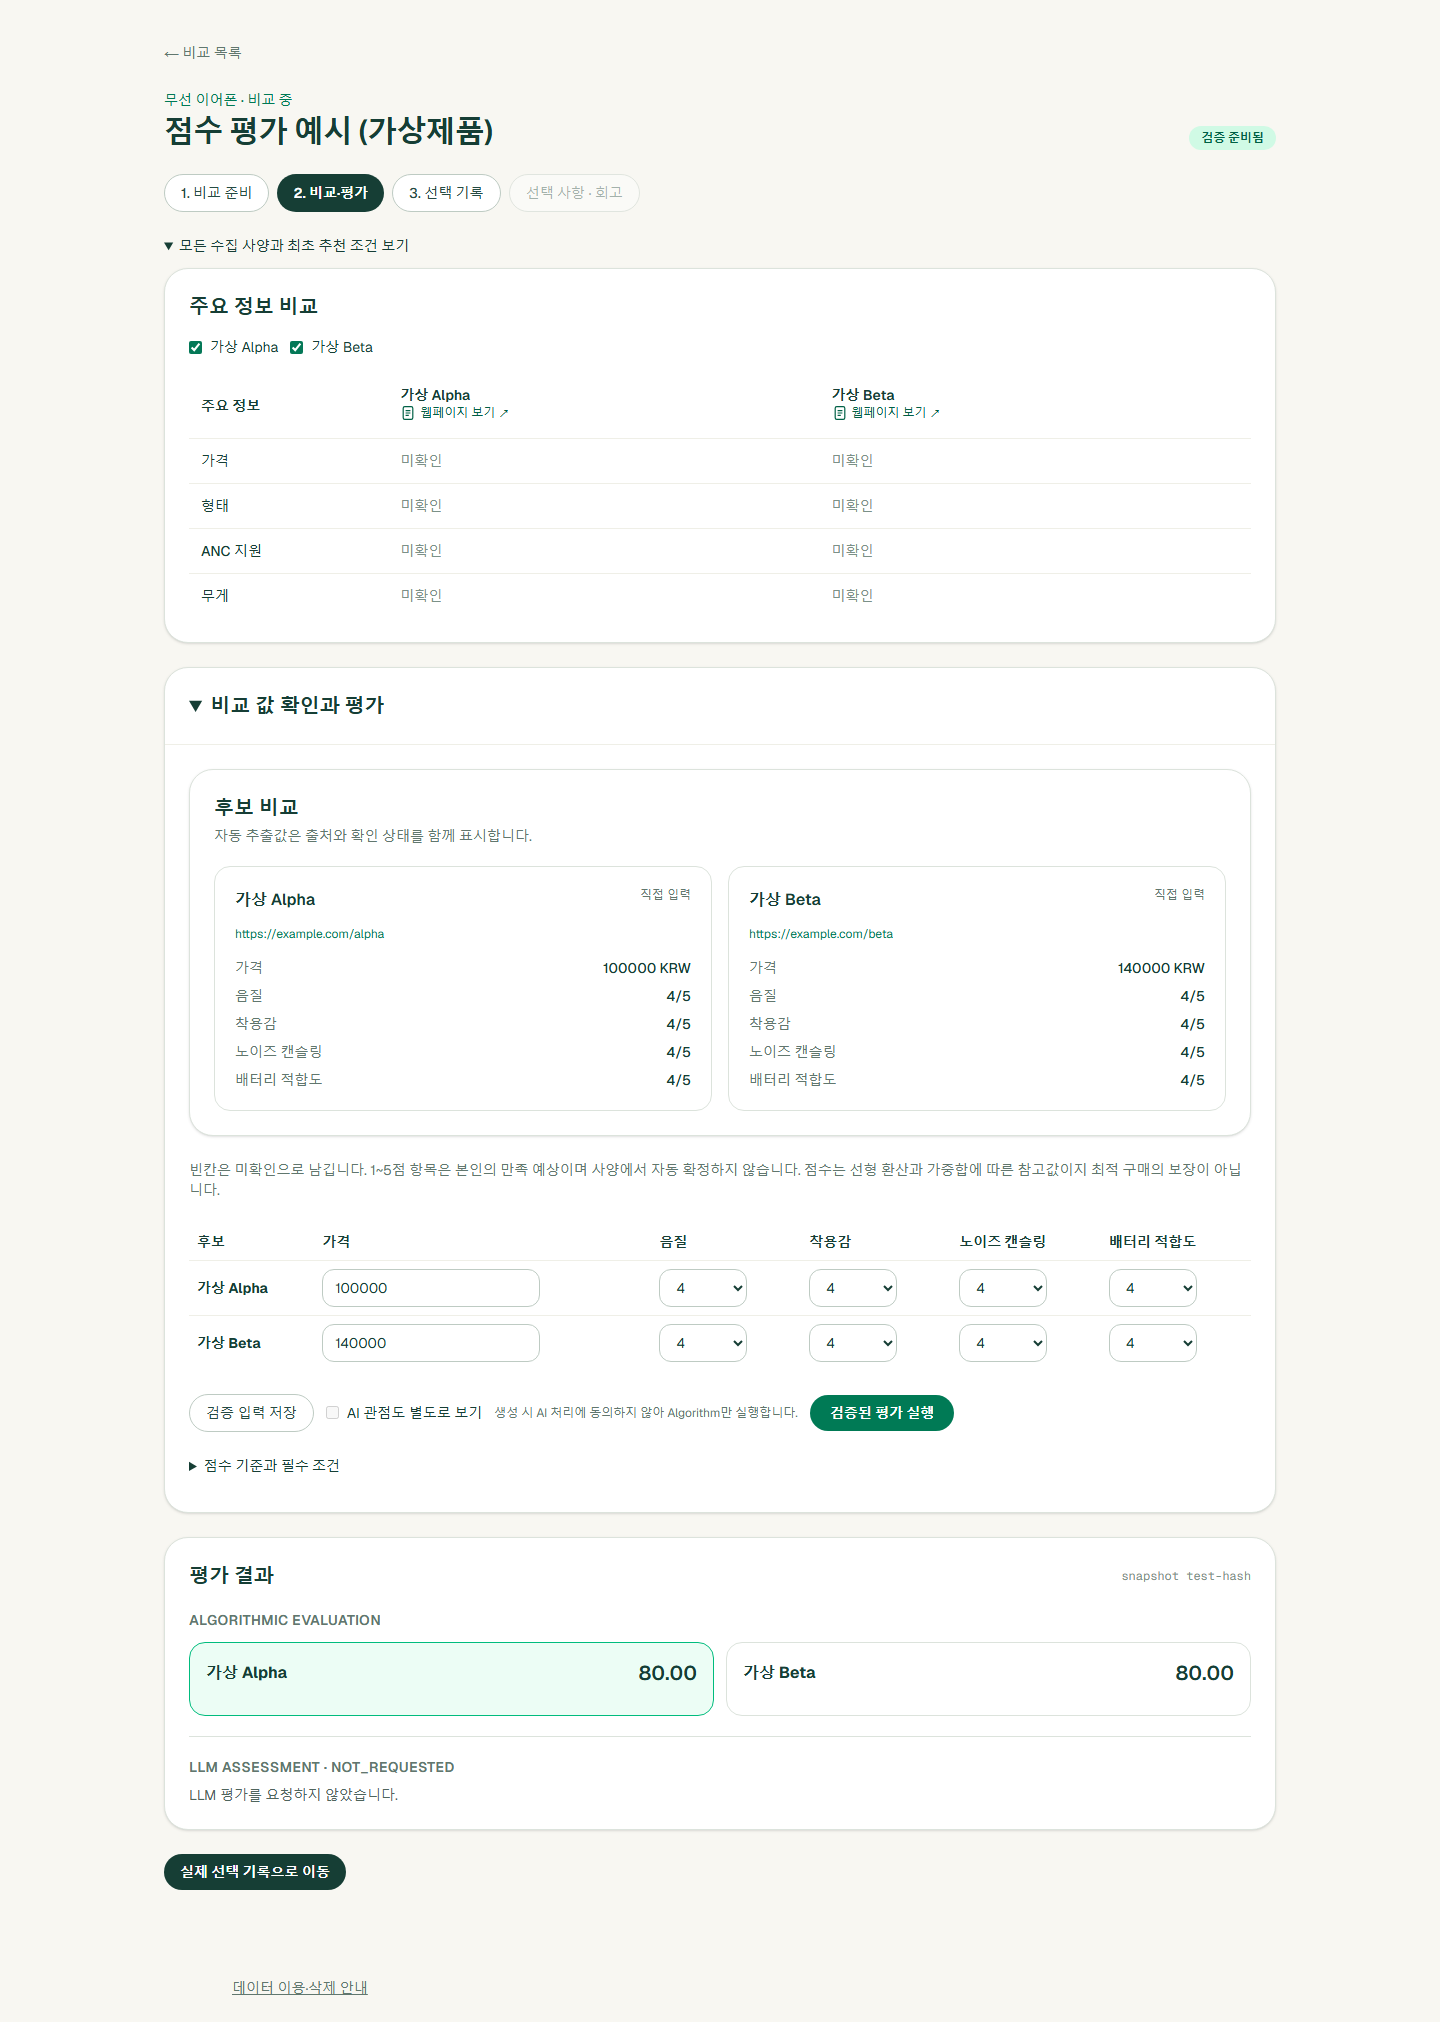 ← 비교 목록
무선 이어폰 · 비교 중
점수 평가 예시 (가상제품)
검증 준비됨
1. 비교 준비
2. 비교·평가
3. 선택 기록
선택 사항 · 회고
▼ 모든 수집 사양과 최초 추천 조건 보기
주요 정보 비교
가상 Alpha
가상 Beta
주요 정보
가상 Alpha
웹페이지 보기 ↗
가상 Beta
웹페이지 보기 ↗
가격 미확인 미확인
형태 미확인 미확인
ANC 지원 미확인 미확인
무게 미확인 미확인
▼ 비교 값 확인과 평가
후보 비교
자동 추출값은 출처와 확인 상태를 함께 표시합니다.
가상 Alpha 직접 입력
https://example.com/alpha
가격 100000 KRW
음질 4/5
착용감 4/5
노이즈 캔슬링 4/5
배터리 적합도 4/5
가상 Beta 직접 입력
https://example.com/beta
가격 140000 KRW
음질 4/5
착용감 4/5
노이즈 캔슬링 4/5
배터리 적합도 4/5
빈칸은 미확인으로 남깁니다. 1~5점 항목은 본인의 만족 예상이며 사양에서 자동 확정하지 않습니다. 점수는 선형 환산과 가중합에 따른 참고값이지 최적 구매의 보장이 아닙
니다.
후보 가격 음질 착용감 노이즈 캔슬링 배터리 적합도
가상 Alpha 100000 4 4 4 4
가상 Beta 140000 4 4 4 4
검증 입력 저장
AI 관점도 별도로 보기
생성 시 AI 처리에 동의하지 않아 Algorithm만 실행합니다.
검증된 평가 실행
▶ 점수 기준과 필수 조건
평가 결과
snapshot test-hash
ALGORITHMIC EVALUATION
가상 Alpha 80.00
가상 Beta 80.00
LLM ASSESSMENT · NOT_REQUESTED
LLM 평가를 요청하지 않았습니다.
실제 선택 기록으로 이동
데이터 이용·삭제 안내